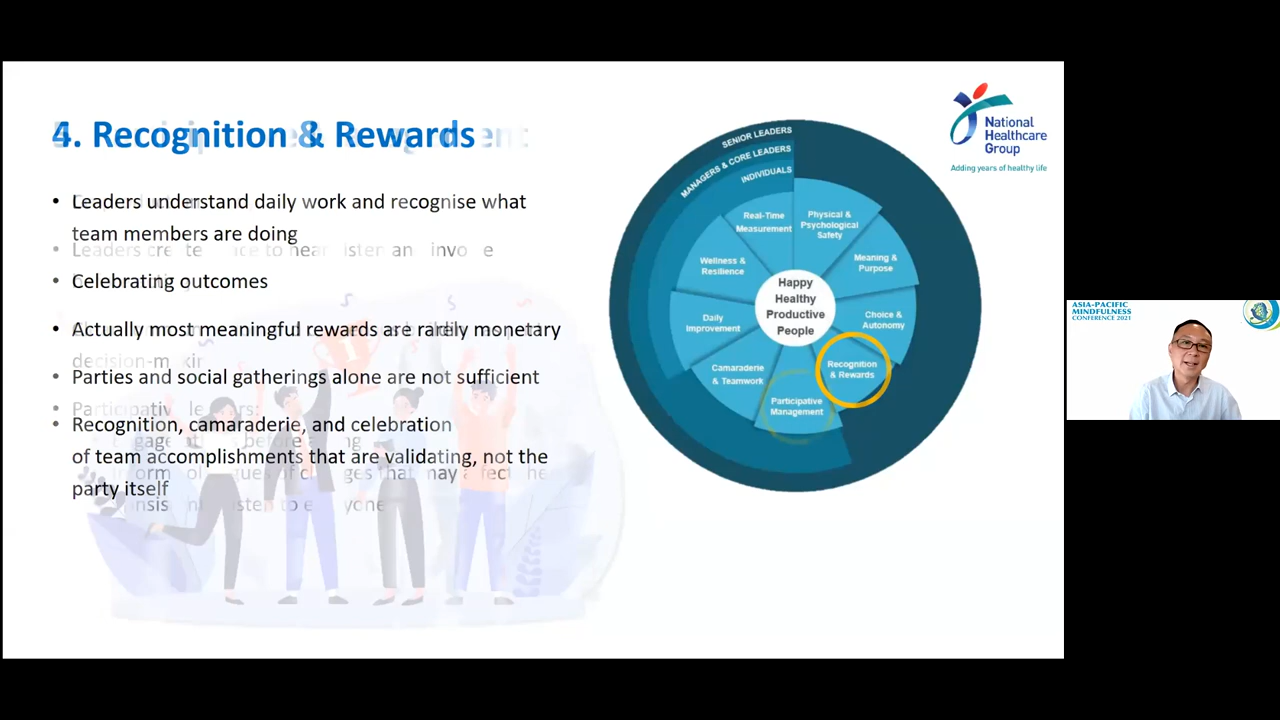 4. Recognition & Rewards
• Leaders understand daily work and recognise what
team members are doing
• Celebrating outcomes
• Actually most meaningful rewards are rarely monetary
• Parties and social gatherings alone are not sufficient
• Recognition, camaraderie, and celebration
of team accomplishments that are validating, not the
party itself
SENIOR LEADERS
MANAGERS & CORE LEADERS
INDIVIDUALS
Real-Time
Measurement
Physical &
Psychological
Safety
Meaning &
Purpose
Choice &
Autonomy
Recognition
& Rewards
Participative
Management
Camaraderie
& Teamwork
Daily
Improvement
Wellness &
Resilience
Happy
Healthy
Productive
People
National
Healthcare
Group
Adding years of healthy life
ASIA-PACIFIC
MINDFULNESS
CONFERENCE 2021